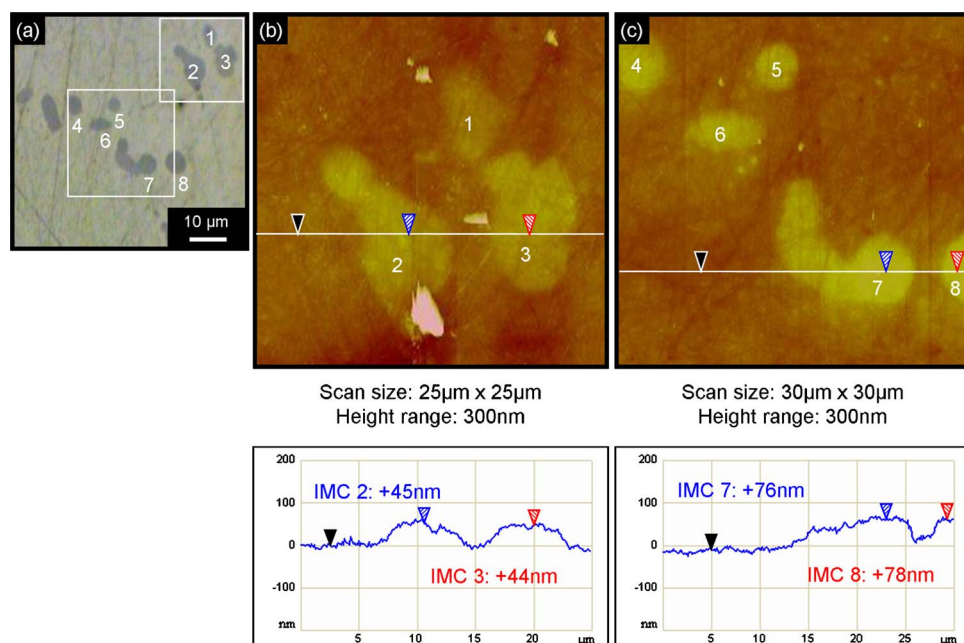 (a)
1
2
3
4
5
6
7
8
10 µm
(b)
1
2
3
(c)
4
5
6
7
8
Scan size: 25µm x 25µm
Height range: 300nm
Scan size: 30µm x 30µm
Height range: 300nm
200
100
0
-100
nm
5
10
15
20
µm
IMC 2: +45nm
IMC 3: +44nm
200
100
0
-100
nm
5
10
15
20
25
µm
IMC 7: +76nm
IMC 8: +78nm